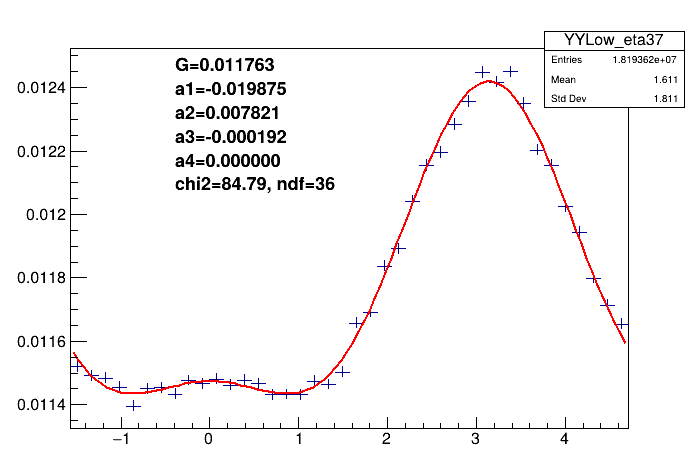 YYLow_eta37
Entries 1.819362e+07
Mean 1.611
Std Dev 1.811
G=0.011763
a1=-0.019875
a2=0.007821
a3=-0.000192
a4=0.000000
chi2=84.79, ndf=36
0.0124
0.0122
0.012
0.0118
0.0116
0.0114
−1 0 1 2 3 4